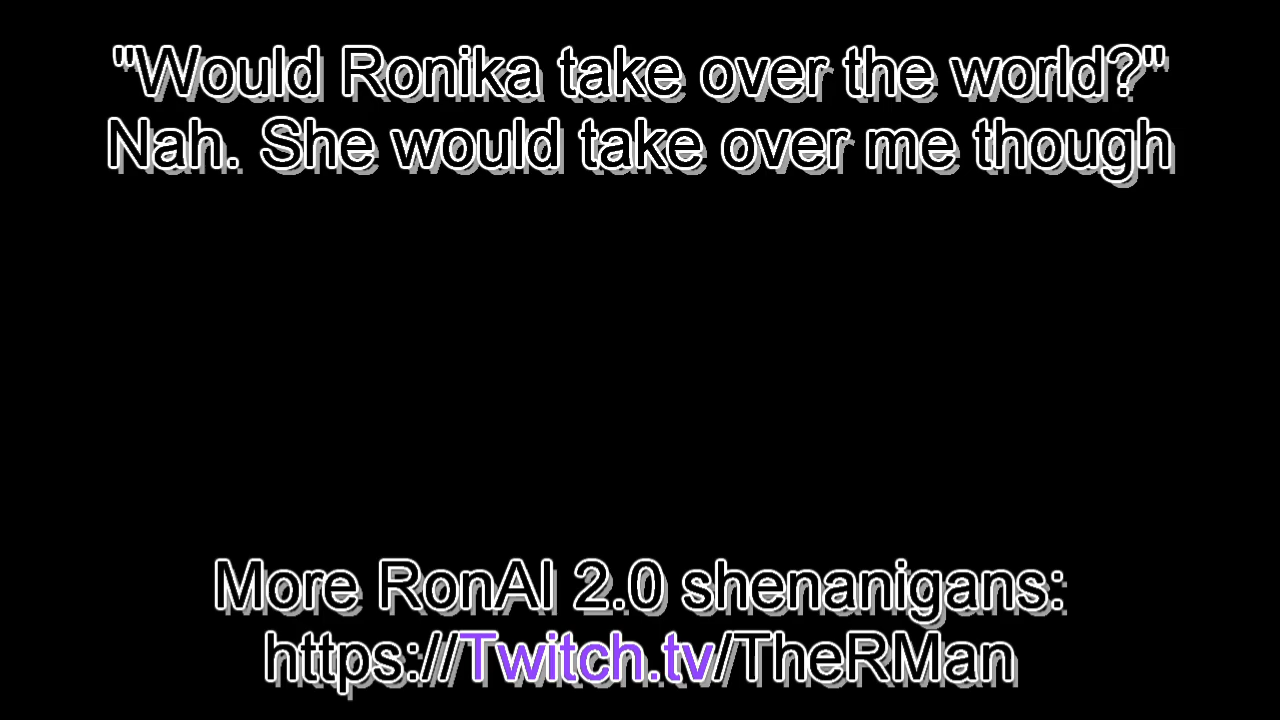 "Would Ronika take over the world?"
Nah. She would take over me though
More RonAI 2.0 shenanigans:
https://Twitch.tv/TheRMan